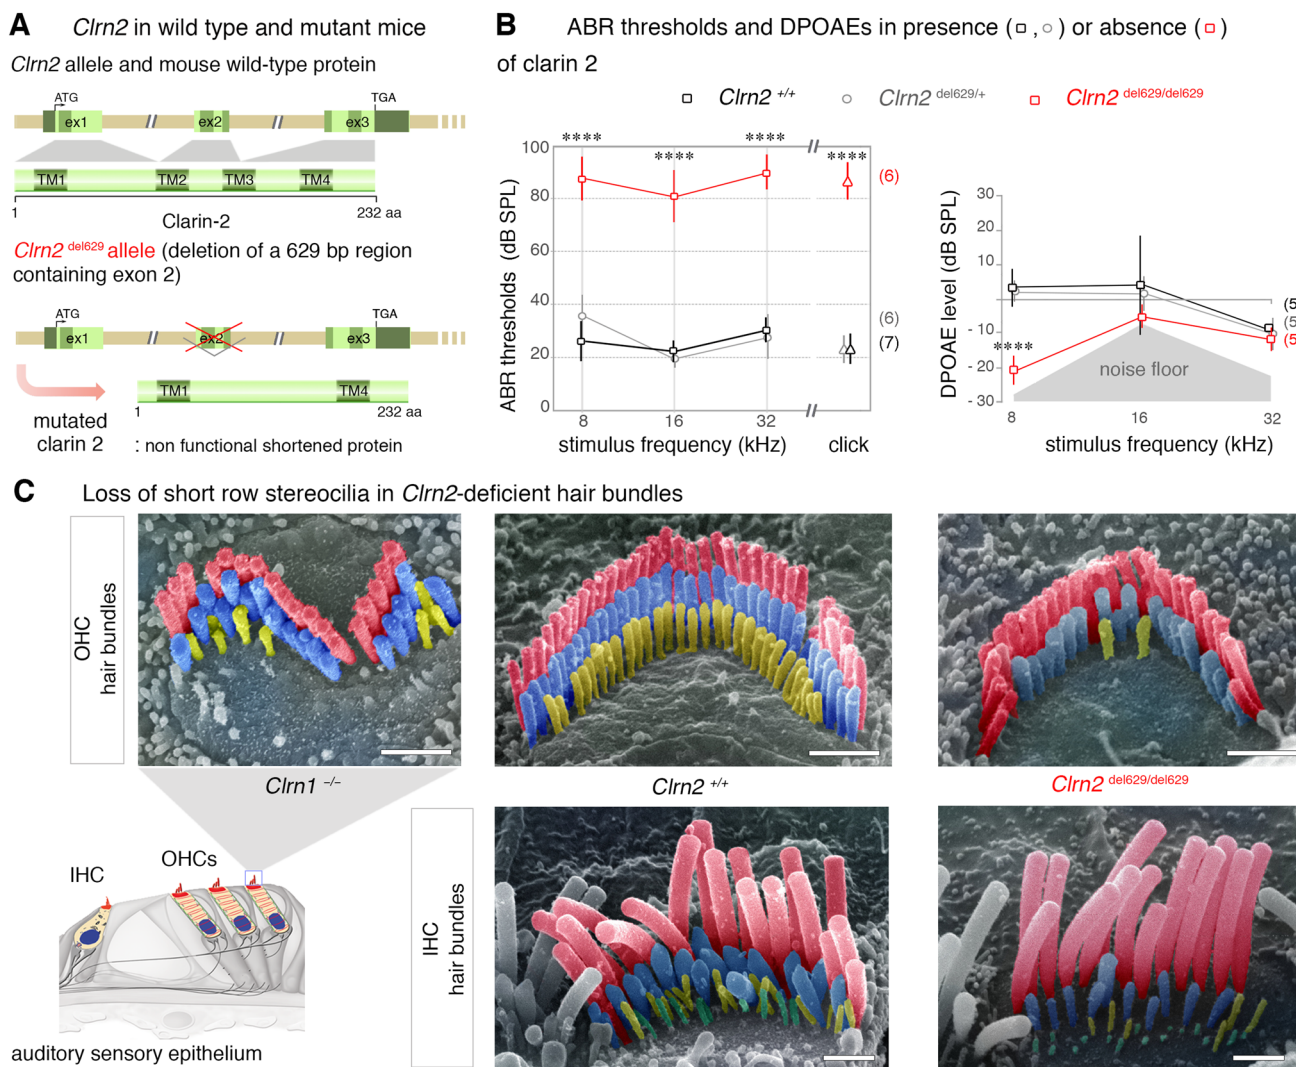 A
Clrn2 in wild type and mutant mice
Clrn2 allele and mouse wild-type protein
ATG
TGA
ex1
ex2
ex3
TM1
TM2
TM3
TM4
1
232 aa
Clarin-2
Clrn2 del629 allele (deletion of a 629 bp region
containing exon 2)
ATG
TGA
ex1
ex2
ex3
TM1
TM4
1
232 aa
mutated
clarin 2
: non functional shortened protein
B
ABR thresholds and DPOAEs in presence ( , ) or absence ( )
of clarin 2
Clrn2 +/+
Clrn2 del629/+
Clrn2 del629/del629
ABR thresholds (dB SPL)
100
80
60
40
20
0
****
****
****
****
(6)
(6)
(7)
8
16
32
click
stimulus frequency (kHz)
DPOAE level (dB SPL)
30
20
10
- 10
- 20
- 30
****
noise floor
(5
(5
(5
8
16
32
stimulus frequency (kHz)
C
Loss of short row stereocilia in Clrn2-deficient hair bundles
OHC
hair bundles
Clrn1 –/–
Clrn2 +/+
Clrn2 del629/del629
IHC
OHCs
IHC
hair bundles
auditory sensory epithelium